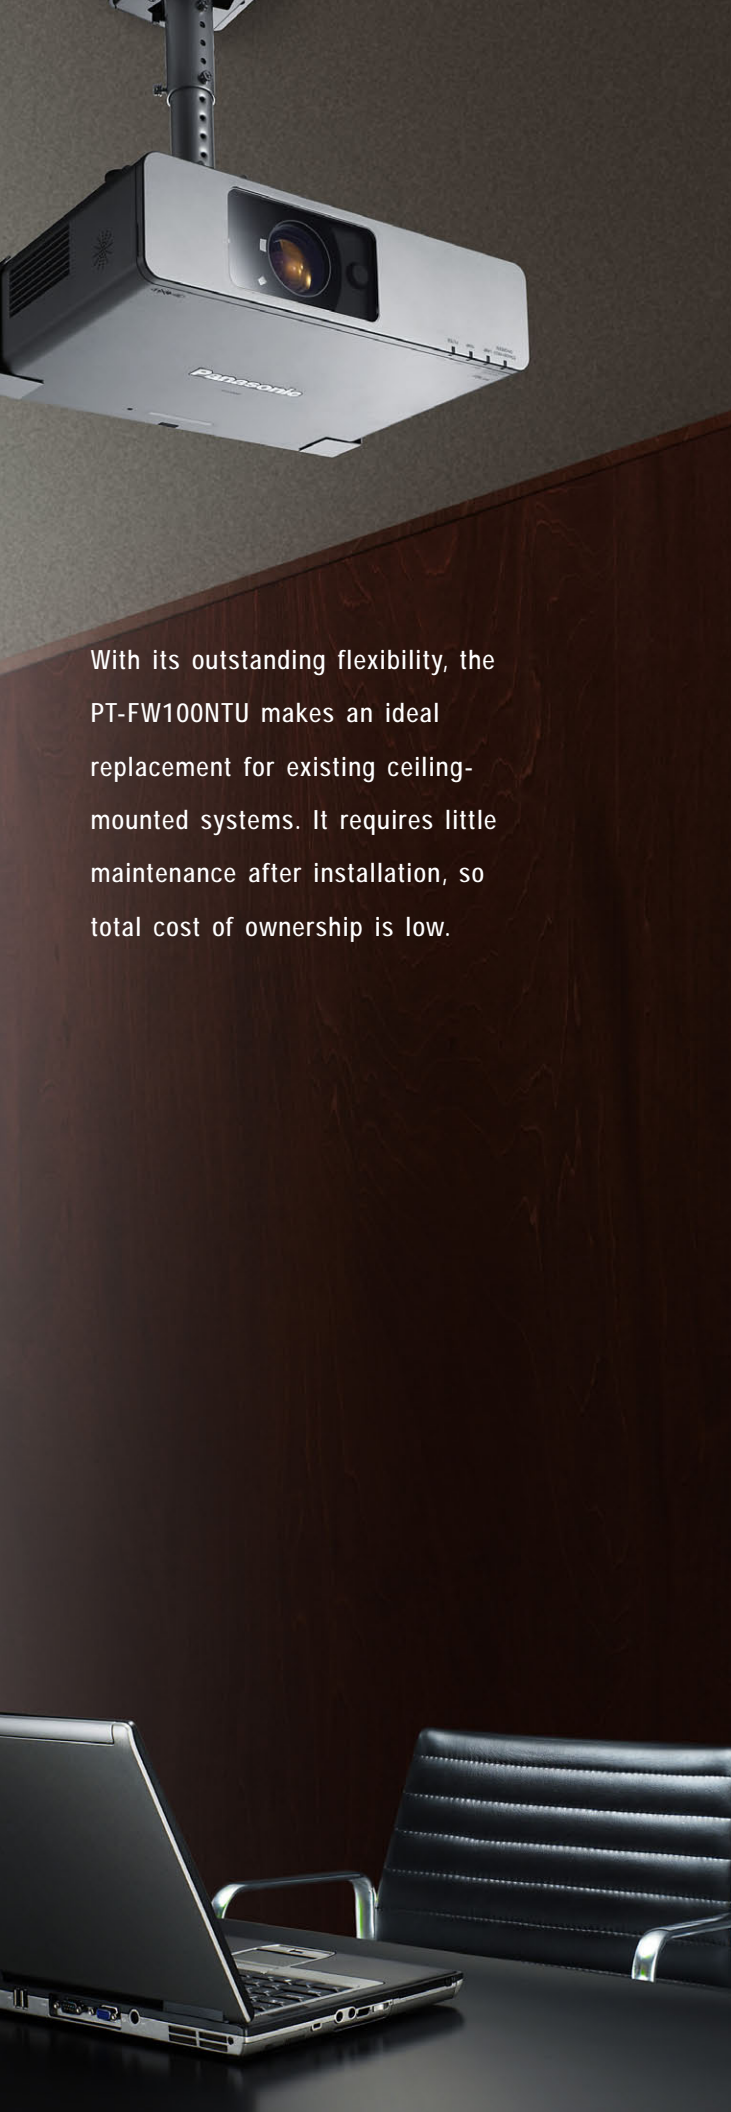 Panasonic
With its outstanding flexibility, the
PT-FW100NTU makes an ideal
replacement for existing ceiling-
mounted systems. It requires little
maintenance after installation, so
total cost of ownership is low.